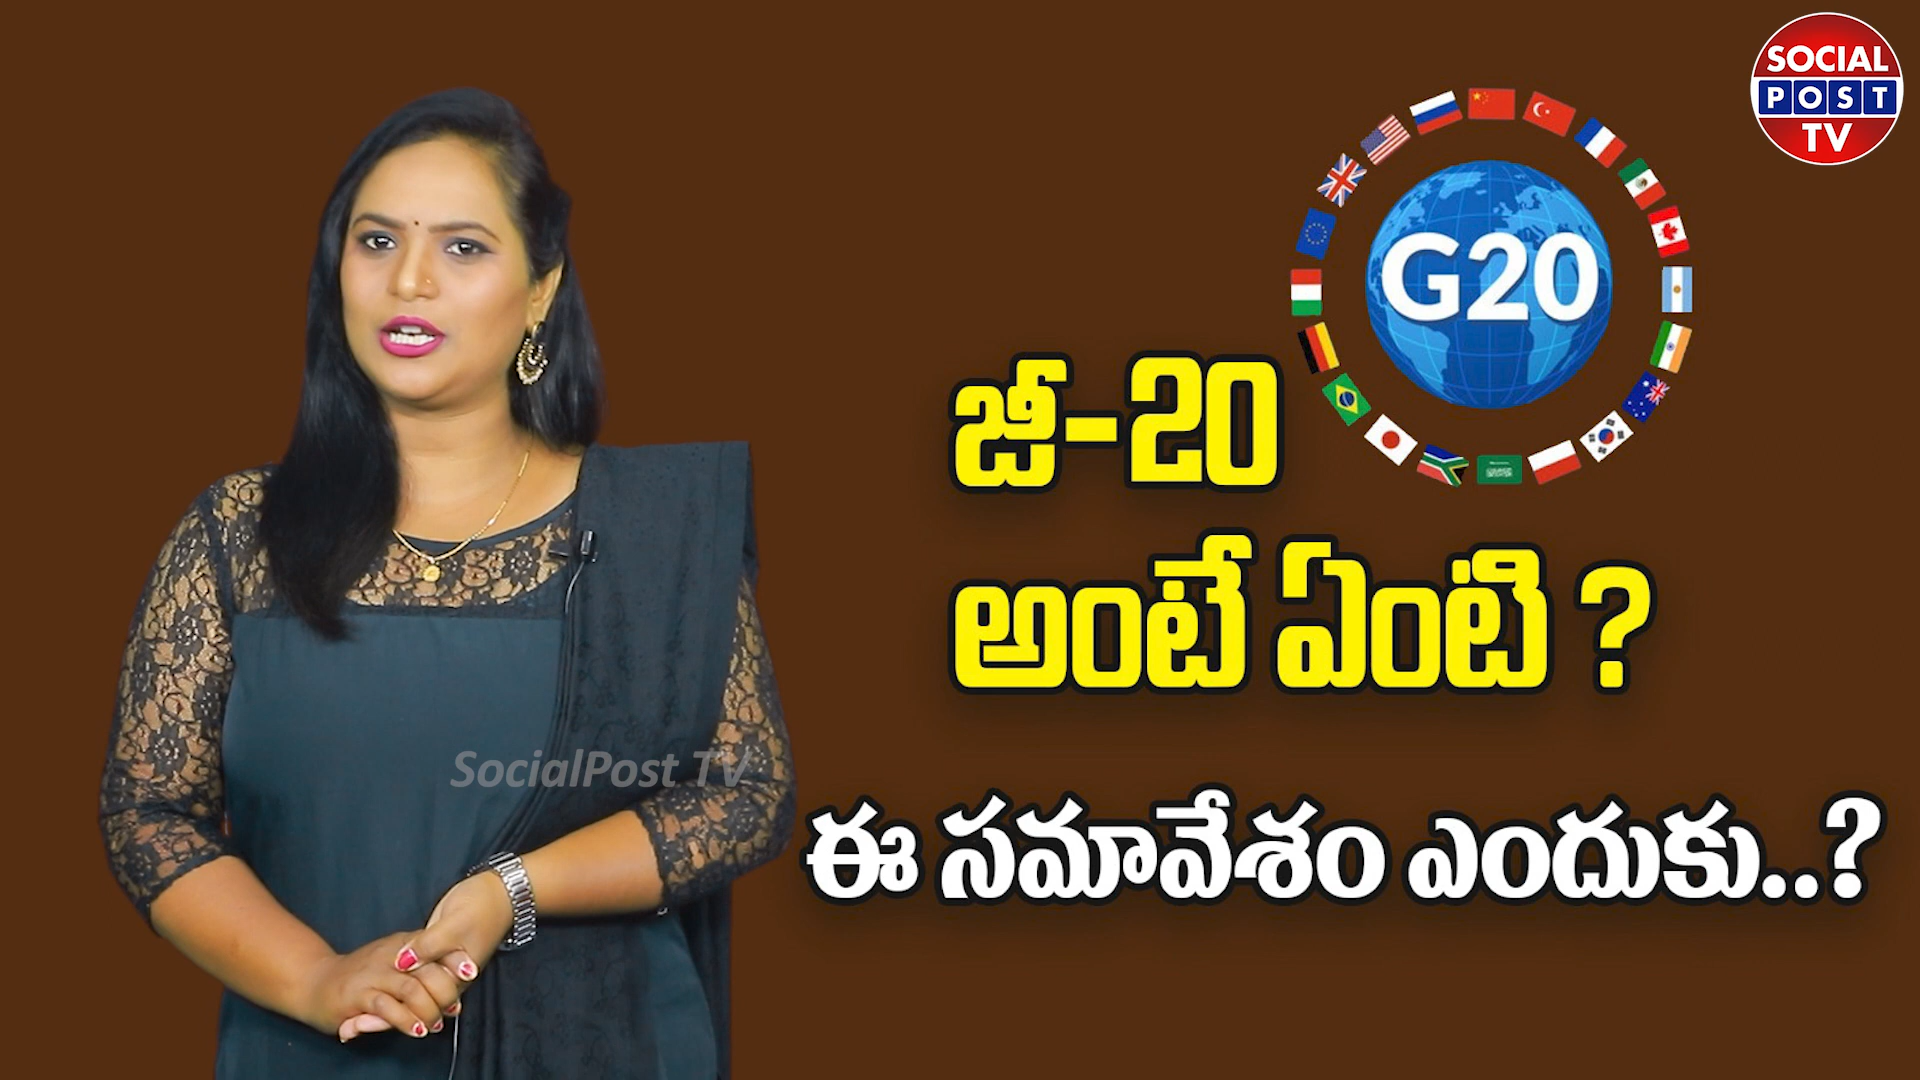 SOCIAL
POST
TV
G20
జీ-20
అంటే ఏంటి ?
SocialPost TV
ఈ సమావేశం ఎందుకు..?